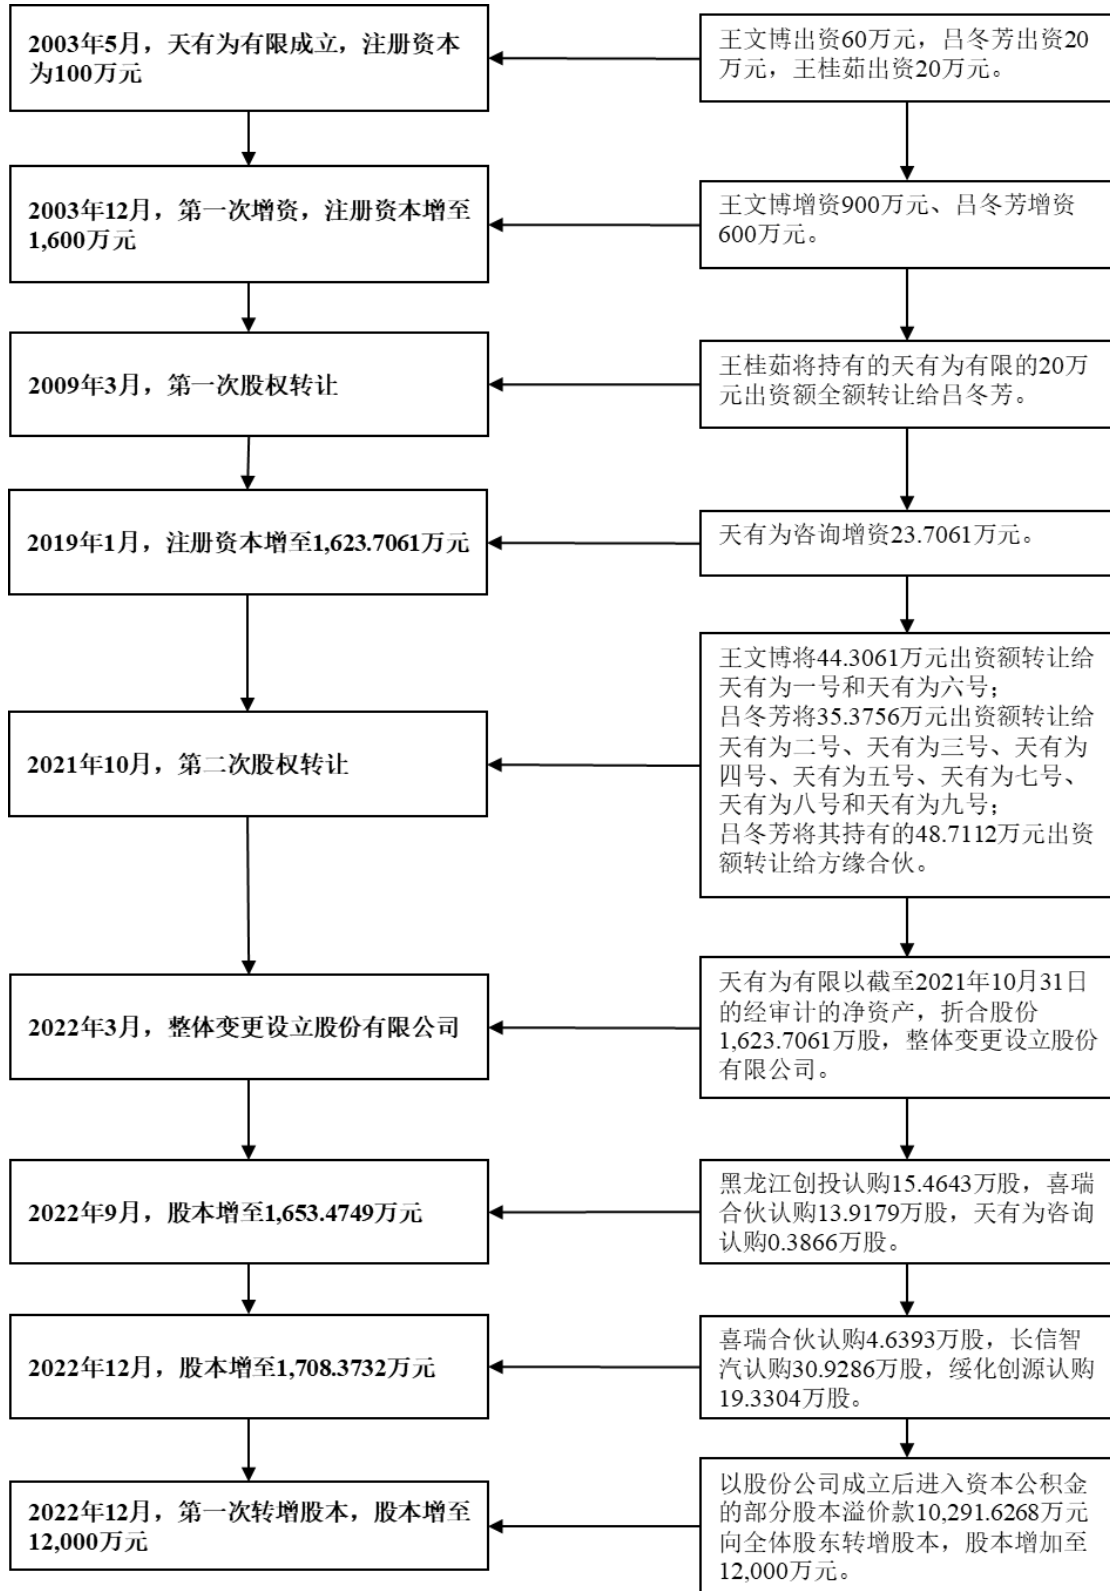 2003年5月，天有为有限成立，注册资本
为100万元
王文博出资60万元，吕冬芳出资20
万元，王桂茹出资20万元。
2003年12月，第一次增资，注册资本增至
1,600万元
王文博增资900万元、吕冬芳增资
600万元。
2009年3月，第一次股权转让
王桂茹将持有的天有为有限的20万
元出资额全额转让给吕冬芳。
2019年1月，注册资本增至1,623.7061万元
天有为咨询增资23.7061万元。
2021年10月，第二次股权转让
王文博将44.3061万元出资额转让给
天有为一号和天有为六号；
吕冬芳将35.3756万元出资额转让给
天有为二号、天有为三号、天有为
四号、天有为五号、天有为七号、
天有为八号和天有为九号；
吕冬芳将其持有的48.7112万元出资
额转让给方缘合伙。
2022年3月，整体变更设立股份有限公司
天有为有限以截至2021年10月31日
的经审计的净资产，折合股份
1,623.7061万股，整体变更设立股份
有限公司。
2022年9月，股本增至1,653.4749万元
黑龙江创投认购15.4643万股，喜瑞
合伙认购13.9179万股，天有为咨询
认购0.3866万股。
2022年12月，股本增至1,708.3732万元
喜瑞合伙认购4.6393万股，长信智
汽认购30.9286万股，绥化创源认购
19.3304万股。
2022年12月，第一次转增股本，股本增至
12,000万元
以股份公司成立后进入资本公积金
的部分股本溢价款10,291.6268万元
向全体股东转增股本，股本增加至
12,000万元。